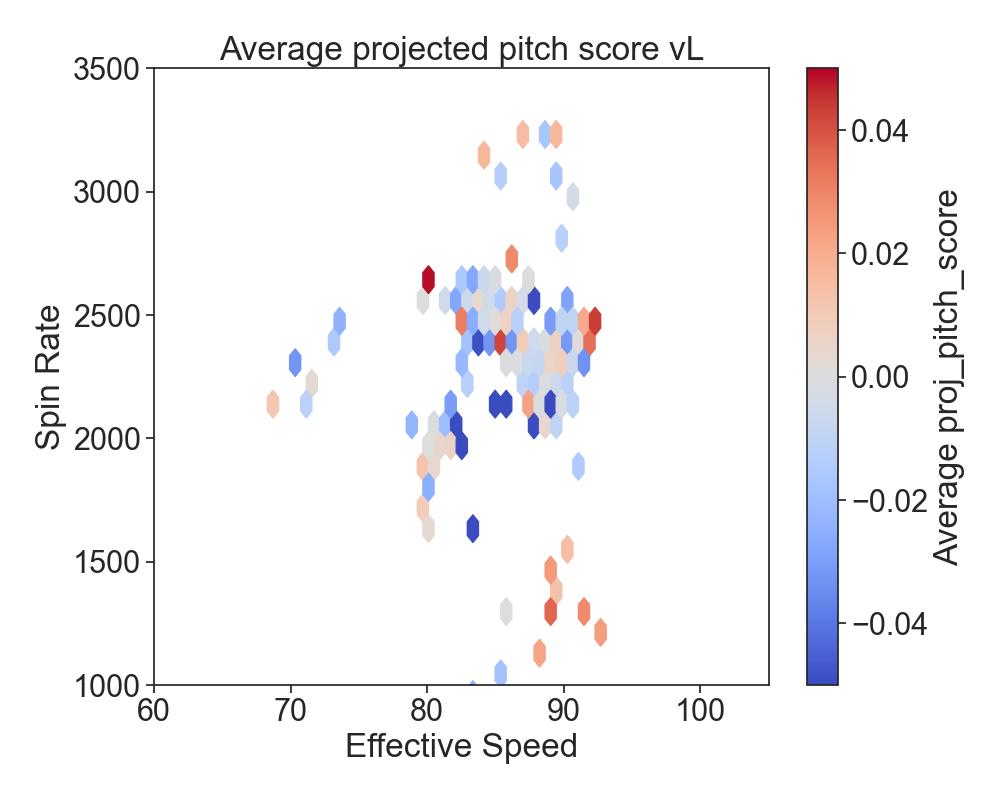 Average projected pitch score vL
3500
3000
2500
2000
1500
1000
Spin Rate
60 70 80 90 100
Effective Speed
0.04
0.02
0.00
−0.02
−0.04
Average proj_pitch_score